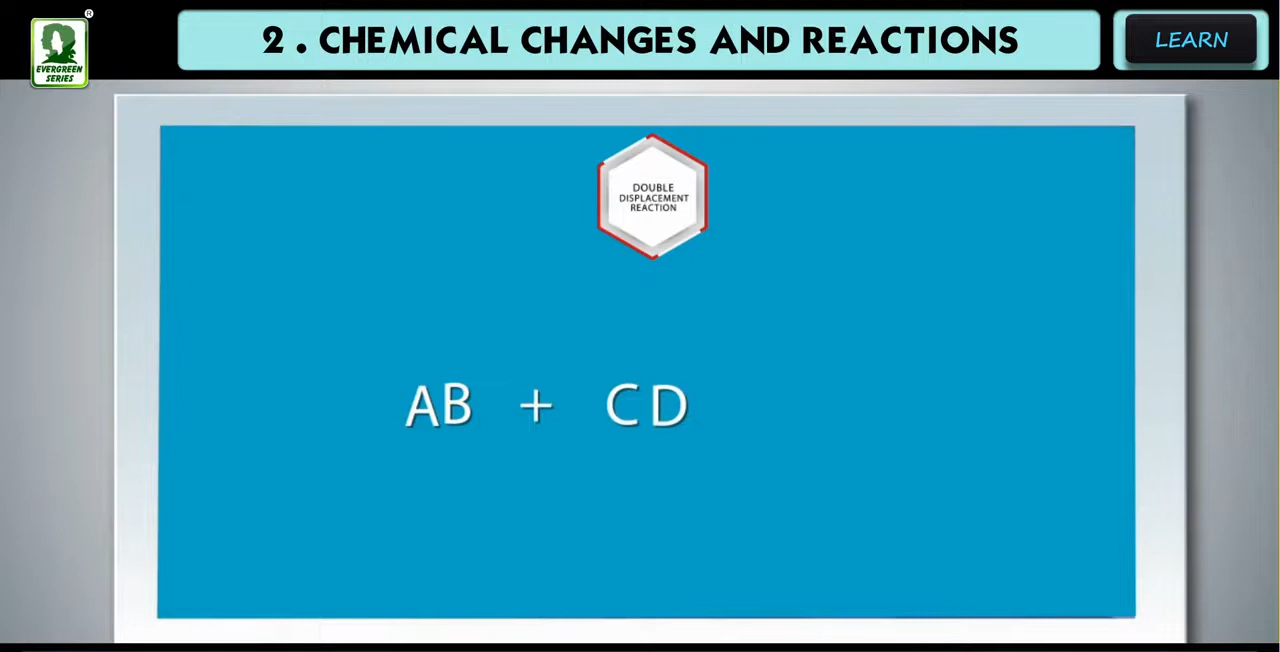 ®
EVERGREEN
SERIES
2 . CHEMICAL CHANGES AND REACTIONS
LEARN
DOUBLE
DISPLACEMENT
REACTION
AB + CD